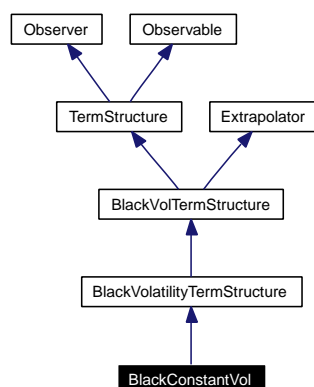 Observer Observable
TermStructure Extrapolator
BlackVolTermStructure
BlackVolatilityTermStructure
BlackConstantVol